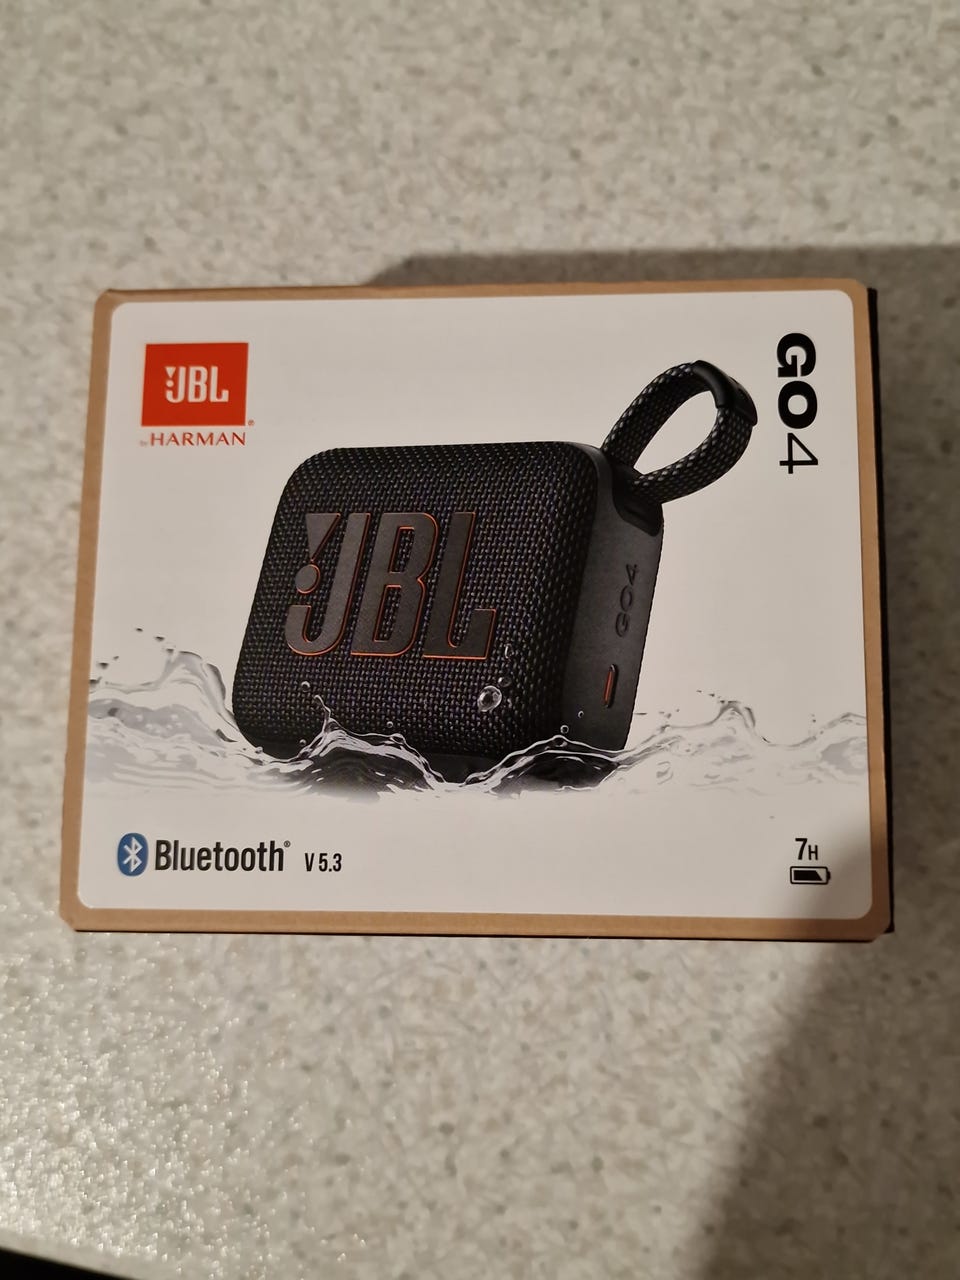 JBL
®
by HARMAN
GO4
JBL
GO4
Bluetooth® V 5.3
7H